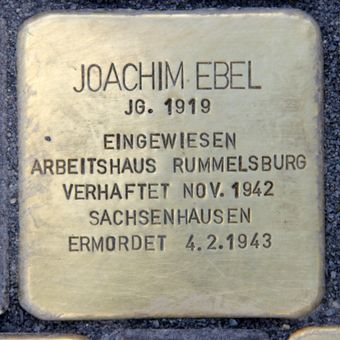 JOACHIM EBEL
JG. 1919
EINGEWIESEN
ARBEITSHAUS RUMMELSBURG
VERHAFTET NOV. 1942
SACHSENHAUSEN
ERMORDET 4.2.1943